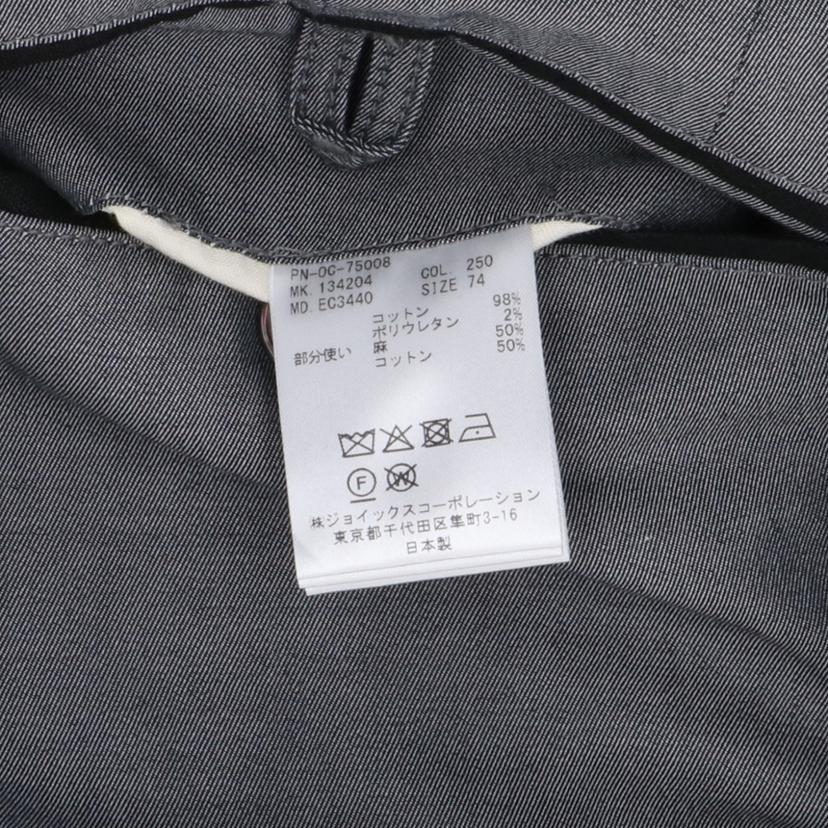 PN-OC-75008
MK. 134204 COL. 250
MD. EC3440 SIZE 74
コットン 98%
ポリウレタン 2%
部分使い 麻 50%
コットン 50%
F W
㈱ジョイックスコーポレーション
東京都千代田区隼町3-16
日本製